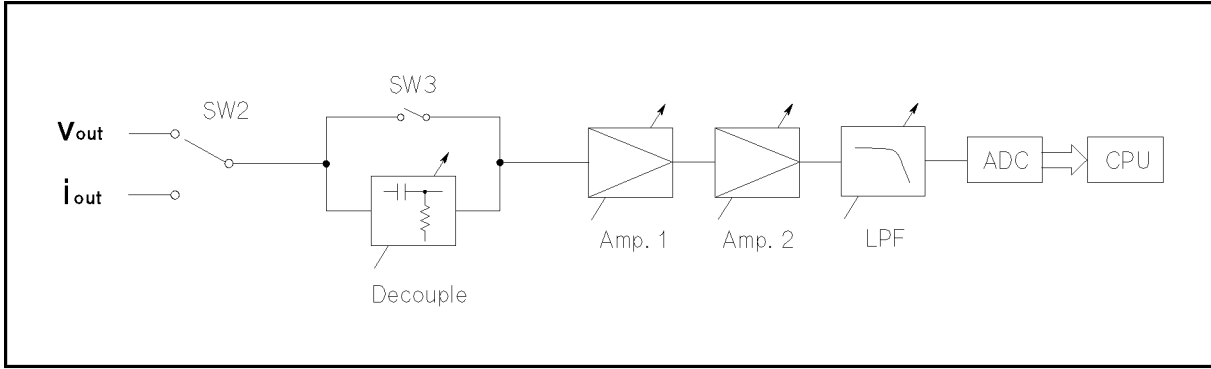 SW3
SW2
Vout
iout
ADC
CPU
Amp. 1
Amp. 2
LPF
Decouple